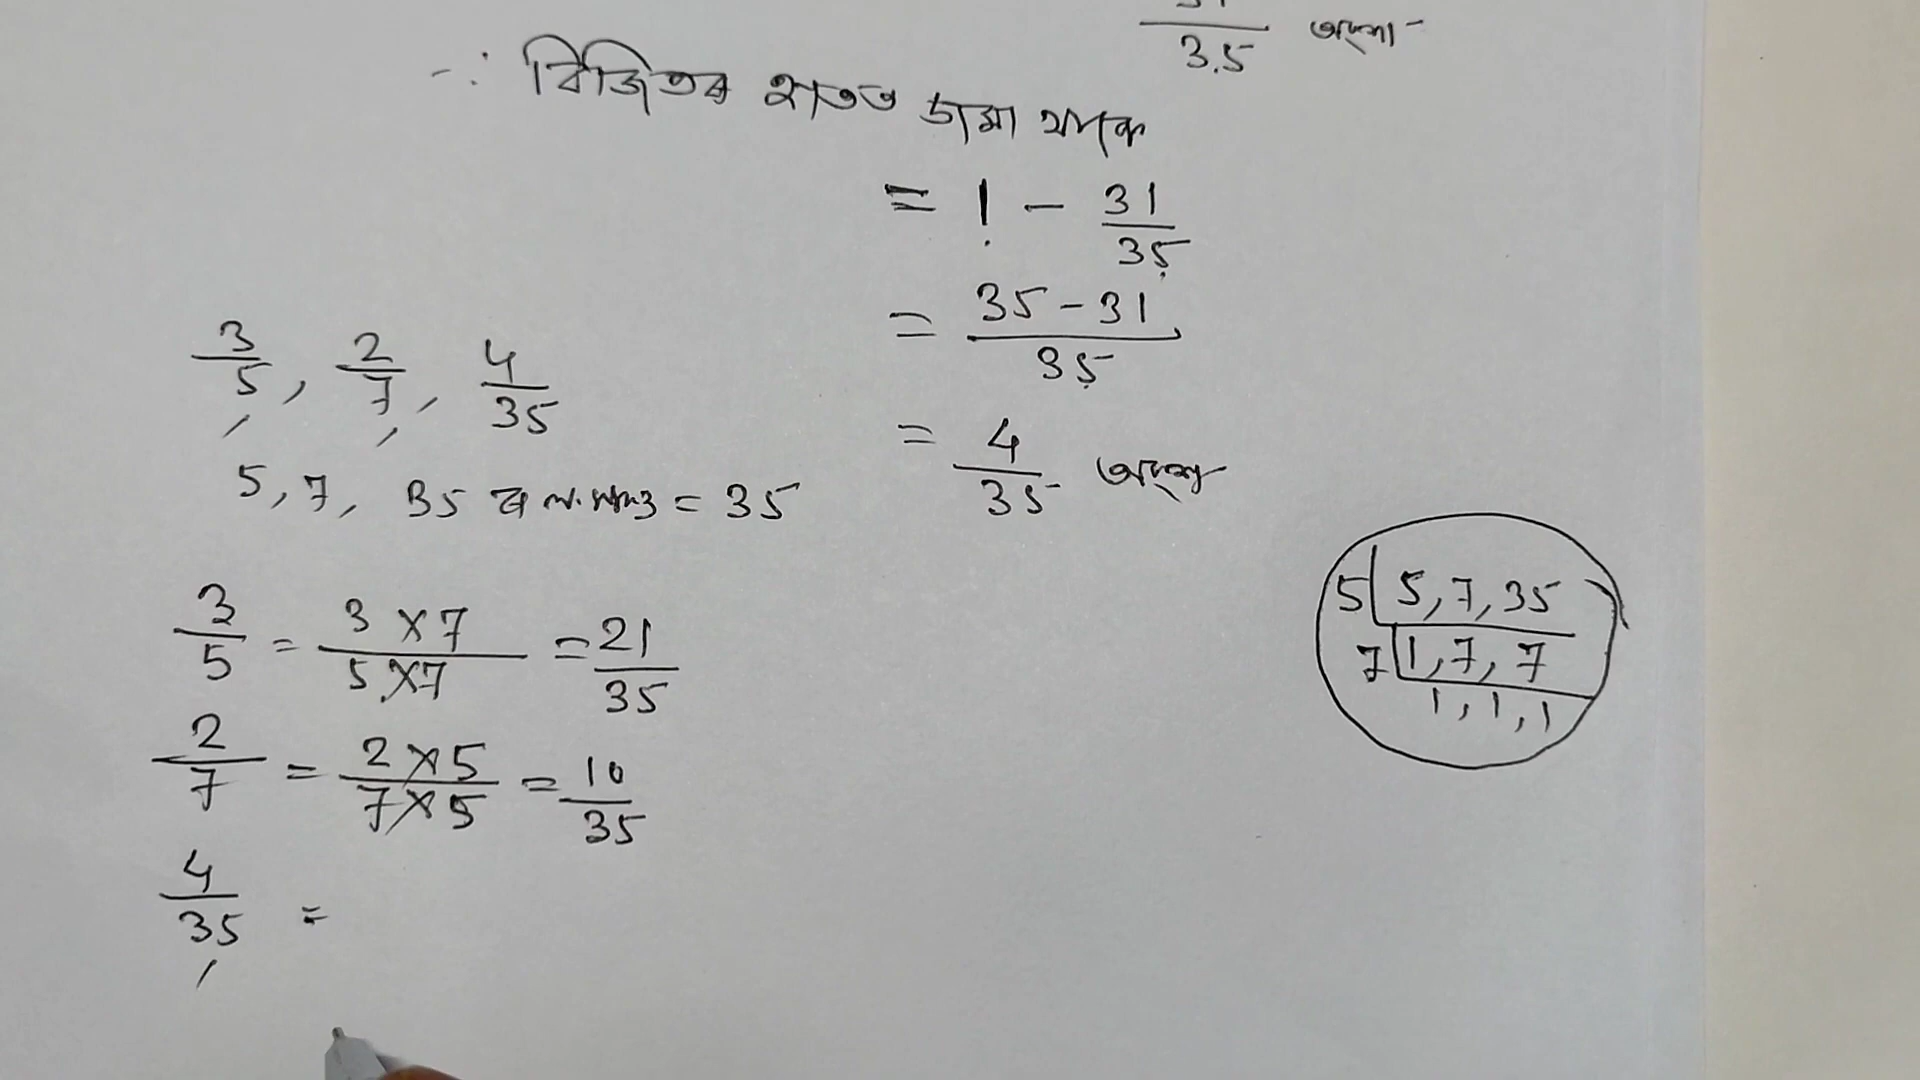 3.5 অংশ
∴ বিজিতৰ হাতত জমা থাকে
= 1 - 31/35
= 35-31/35
= 4/35 অংশ
3/5, 2/7, 4/35
5, 7, 35 ৰ ল.সা.গু = 35
3/5 = 3×7/5×7 = 21/35
2/7 = 2×5/7×5 = 10/35
4/35 =
5 | 5, 7, 35
7 | 1, 7, 7
1, 1, 1